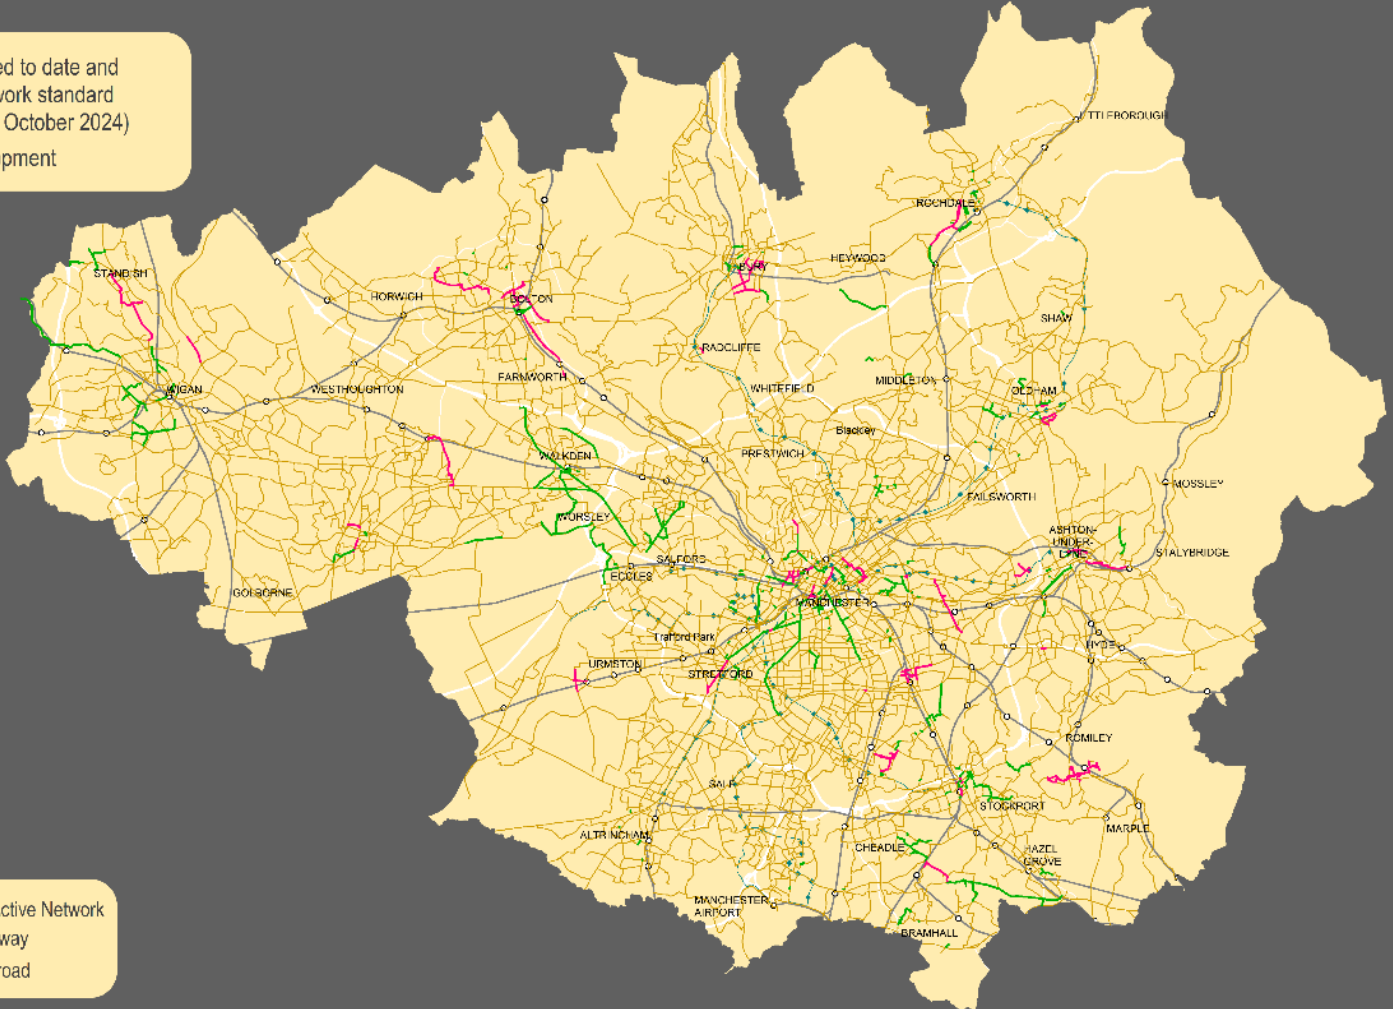 ed to date and
work standard
October 2024)
opment
LITTLEBOROUGH
ROCHDALE
STANDISH
BURY
HEYWOOD
HORWICH
BOLTON
SHAW
RADCLIFFE
FARNWORTH
WIGAN
WESTHOUGHTON
WHITEFIELD
MIDDLETON
OLDHAM
Blackley
WALKDEN
PRESTWICH
MOSSLEY
FAILSWORTH
WORSLEY
ASHTON-
UNDER-
LYNE
STALYBRIDGE
SALFORD
ECCLES
GOLBORNE
MANCHESTER
Trafford Park
HYDE
URMSTON
STRETFORD
ROMILEY
SALE
STOCKPORT
MARPLE
ALTRINCHAM
CHEADLE
HAZEL
GROVE
MANCHESTER
AIRPORT
BRAMHALL
ctive Network
way
road